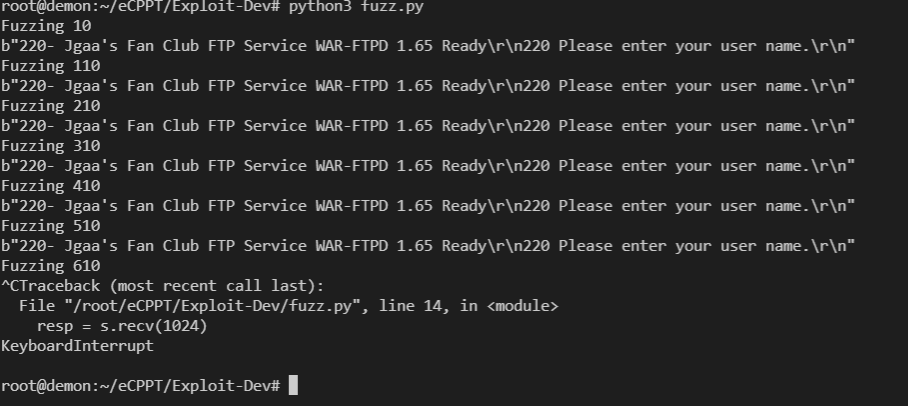 root@demon:~/eCPPT/Exploit-Dev# python3 fuzz.py
Fuzzing 10
b"220- Jgaa's Fan Club FTP Service WAR-FTPD 1.65 Ready\r\n220 Please enter your user name.\r\n"
Fuzzing 110
b"220- Jgaa's Fan Club FTP Service WAR-FTPD 1.65 Ready\r\n220 Please enter your user name.\r\n"
Fuzzing 210
b"220- Jgaa's Fan Club FTP Service WAR-FTPD 1.65 Ready\r\n220 Please enter your user name.\r\n"
Fuzzing 310
b"220- Jgaa's Fan Club FTP Service WAR-FTPD 1.65 Ready\r\n220 Please enter your user name.\r\n"
Fuzzing 410
b"220- Jgaa's Fan Club FTP Service WAR-FTPD 1.65 Ready\r\n220 Please enter your user name.\r\n"
Fuzzing 510
b"220- Jgaa's Fan Club FTP Service WAR-FTPD 1.65 Ready\r\n220 Please enter your user name.\r\n"
Fuzzing 610
^CTraceback (most recent call last):
  File "/root/eCPPT/Exploit-Dev/fuzz.py", line 14, in <module>
    resp = s.recv(1024)
KeyboardInterrupt
root@demon:~/eCPPT/Exploit-Dev#